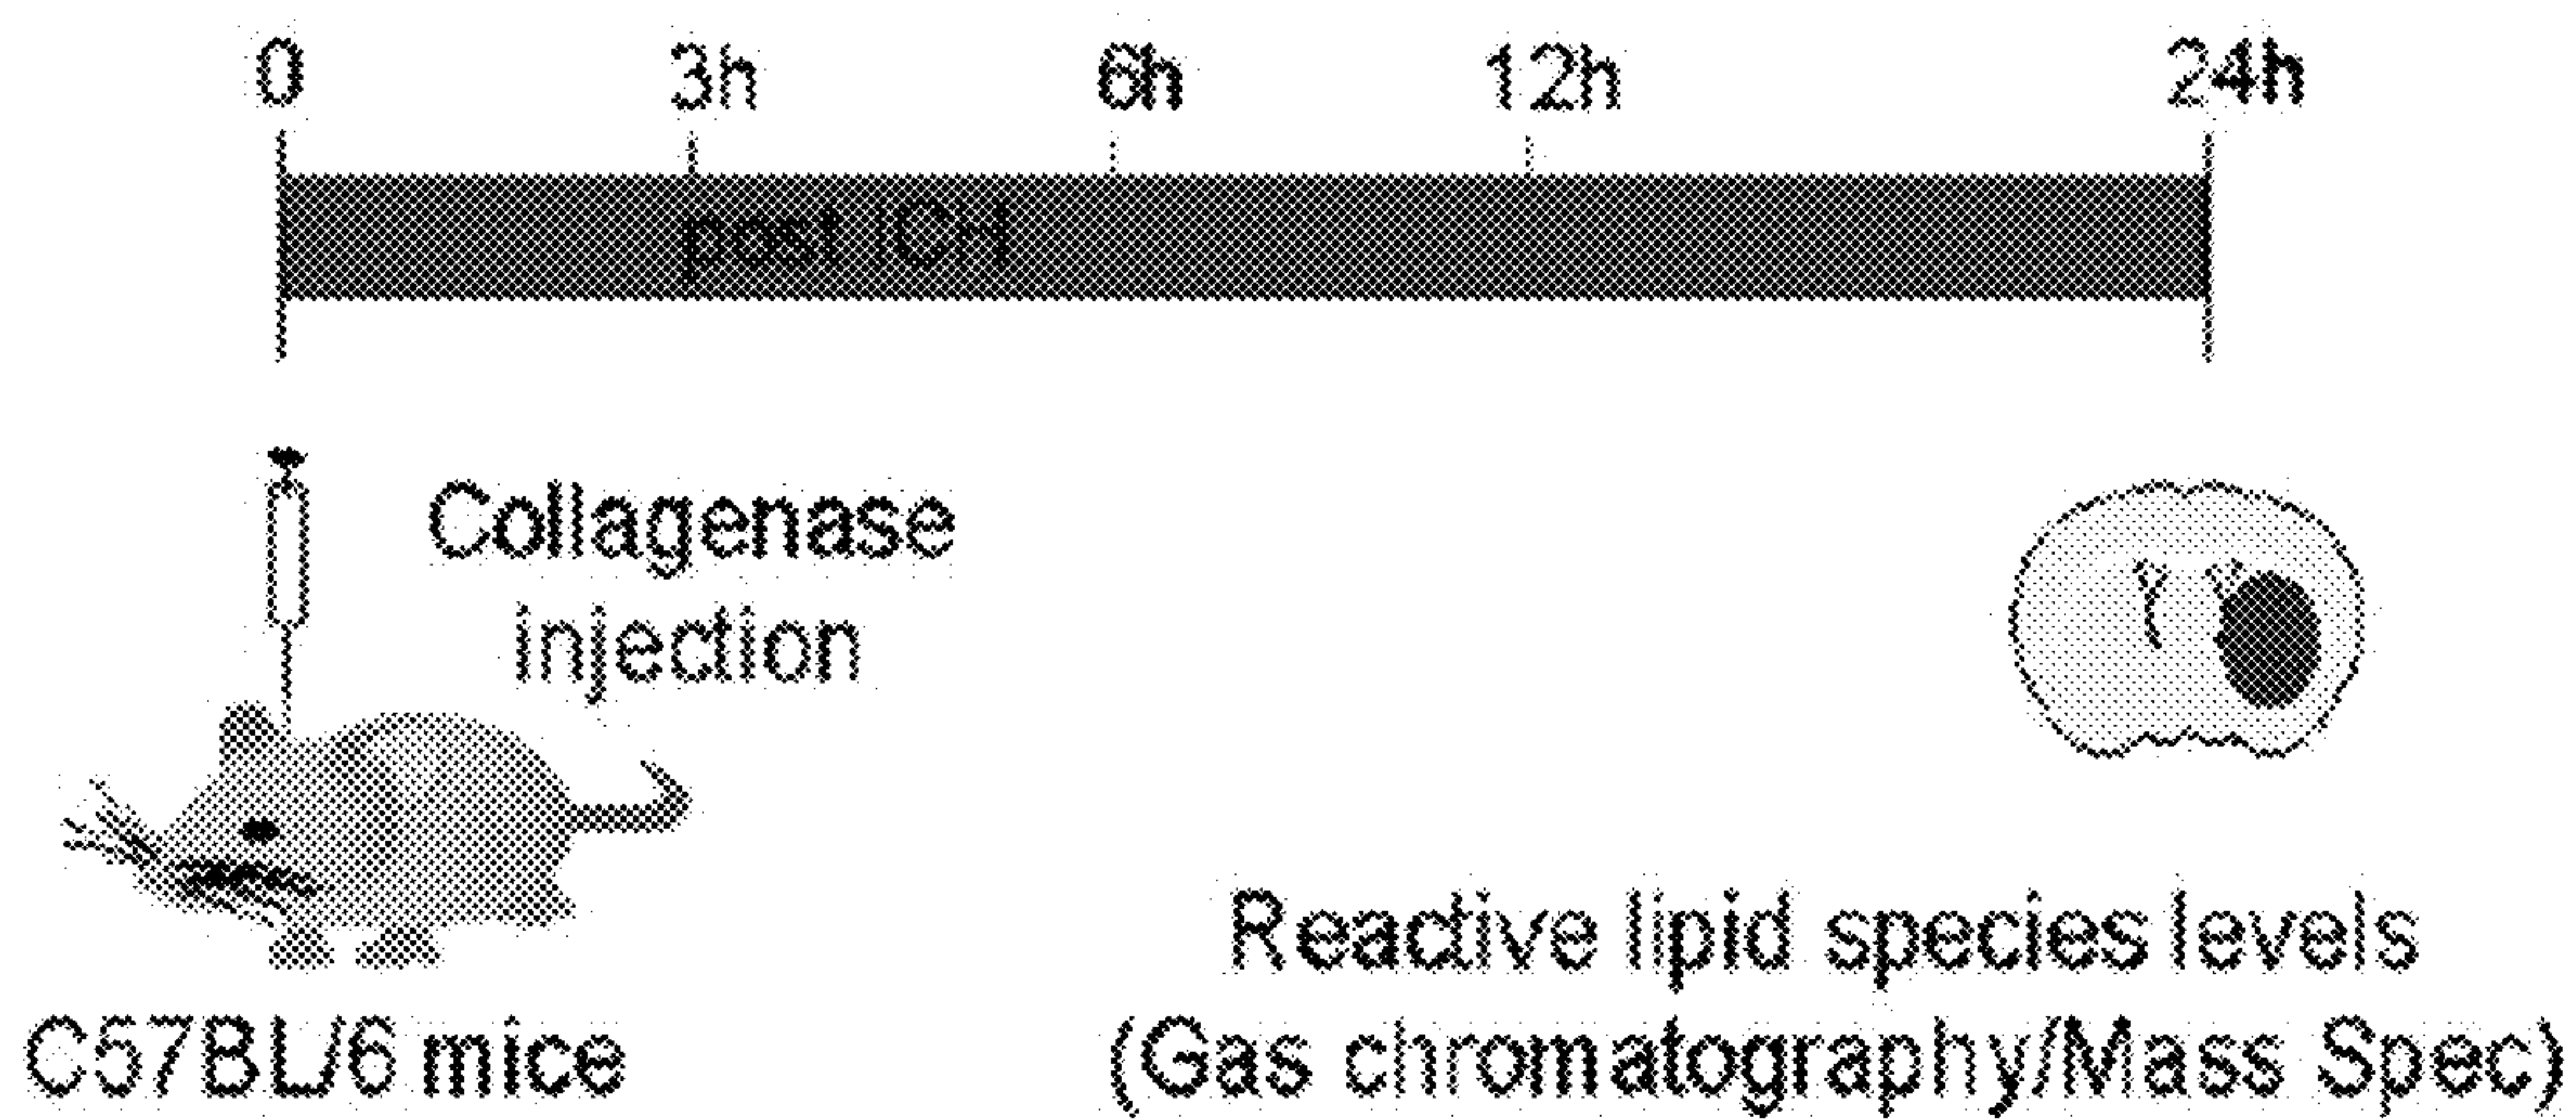 0 3h 6h 12h 24h
post ICH
Collagenase
injection
Reactive lipid species levels
C57BL/6 mice
(Gas chromatography/Mass Spec)